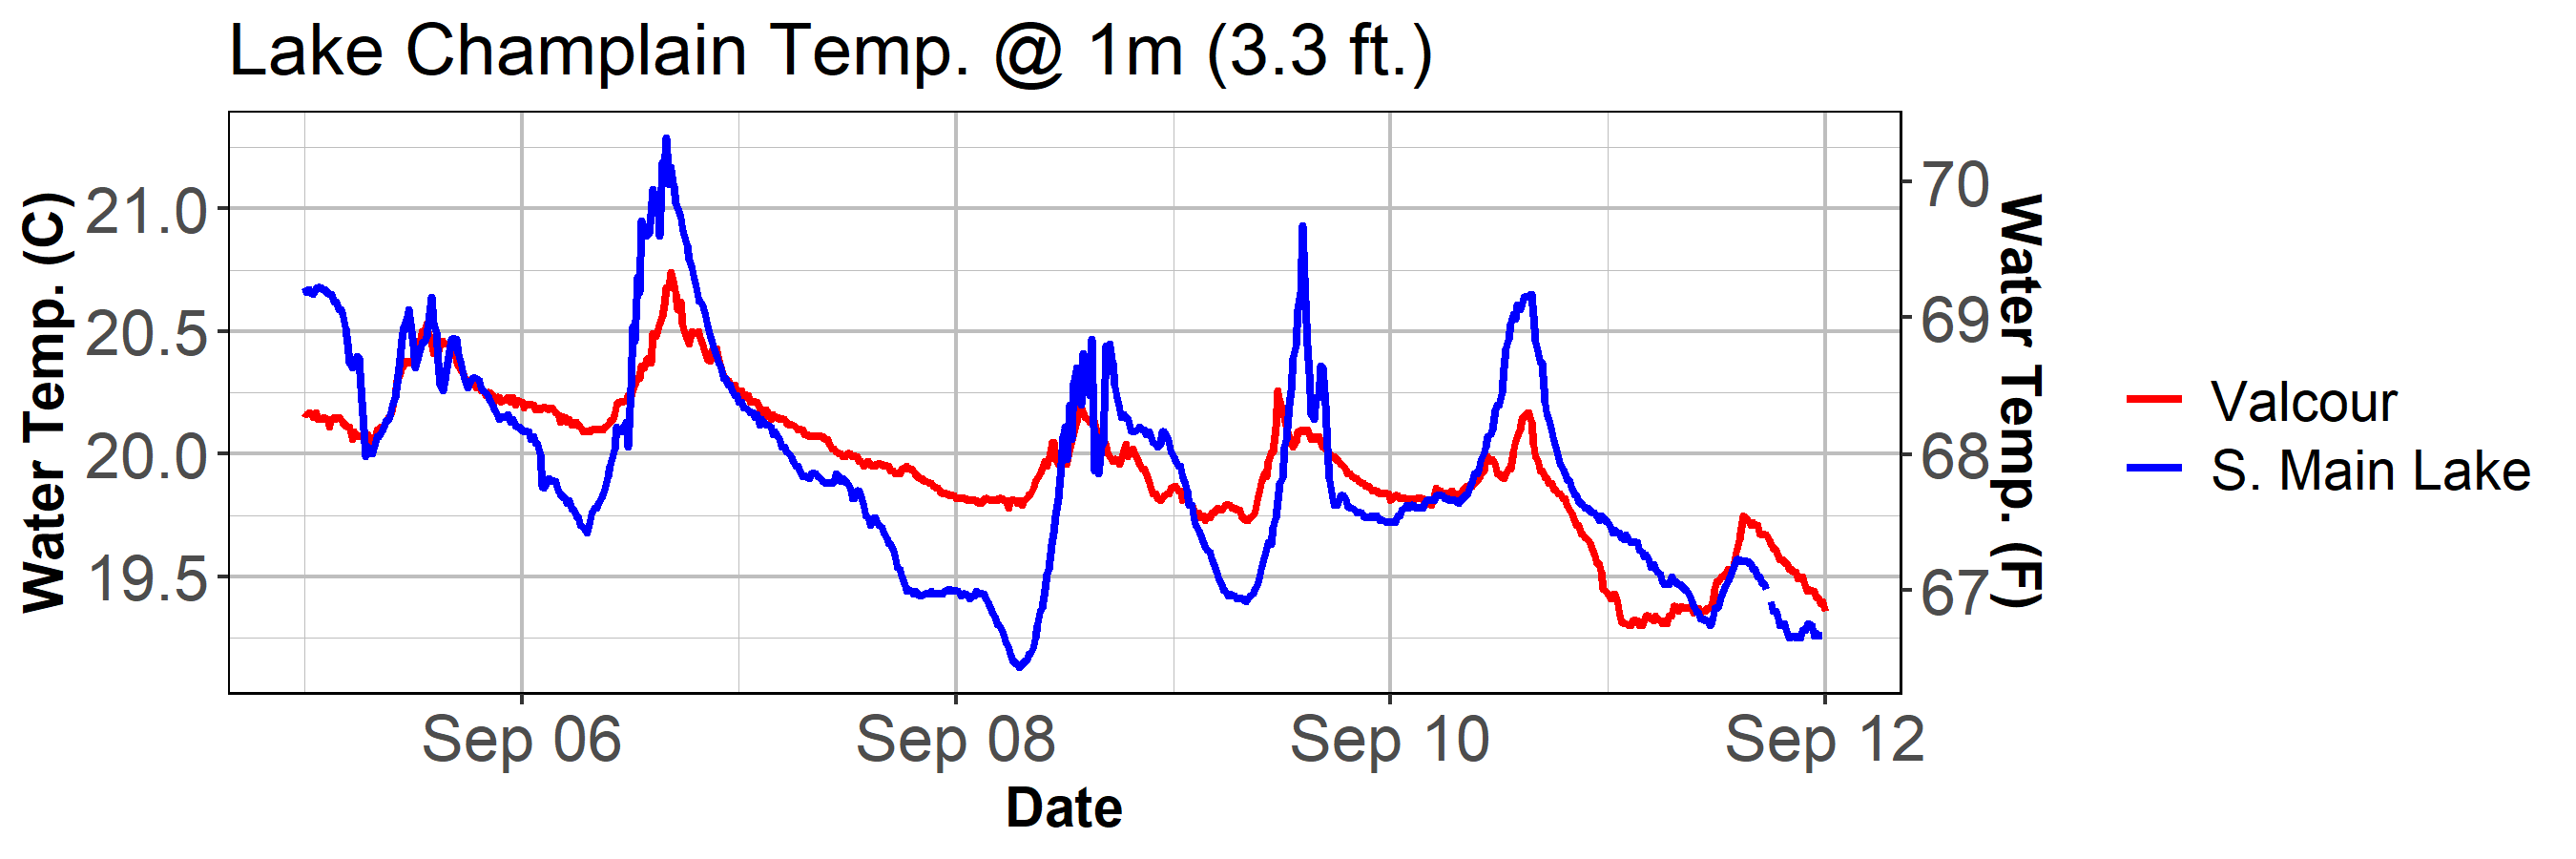 Lake Champlain Temp. @ 1m (3.3 ft.)
Water Temp. (C)
21.0
20.5
20.0
19.5
70
69
68
67
Water Temp. (F)
Sep 06
Sep 08
Sep 10
Sep 12
Date
Valcour
S. Main Lake